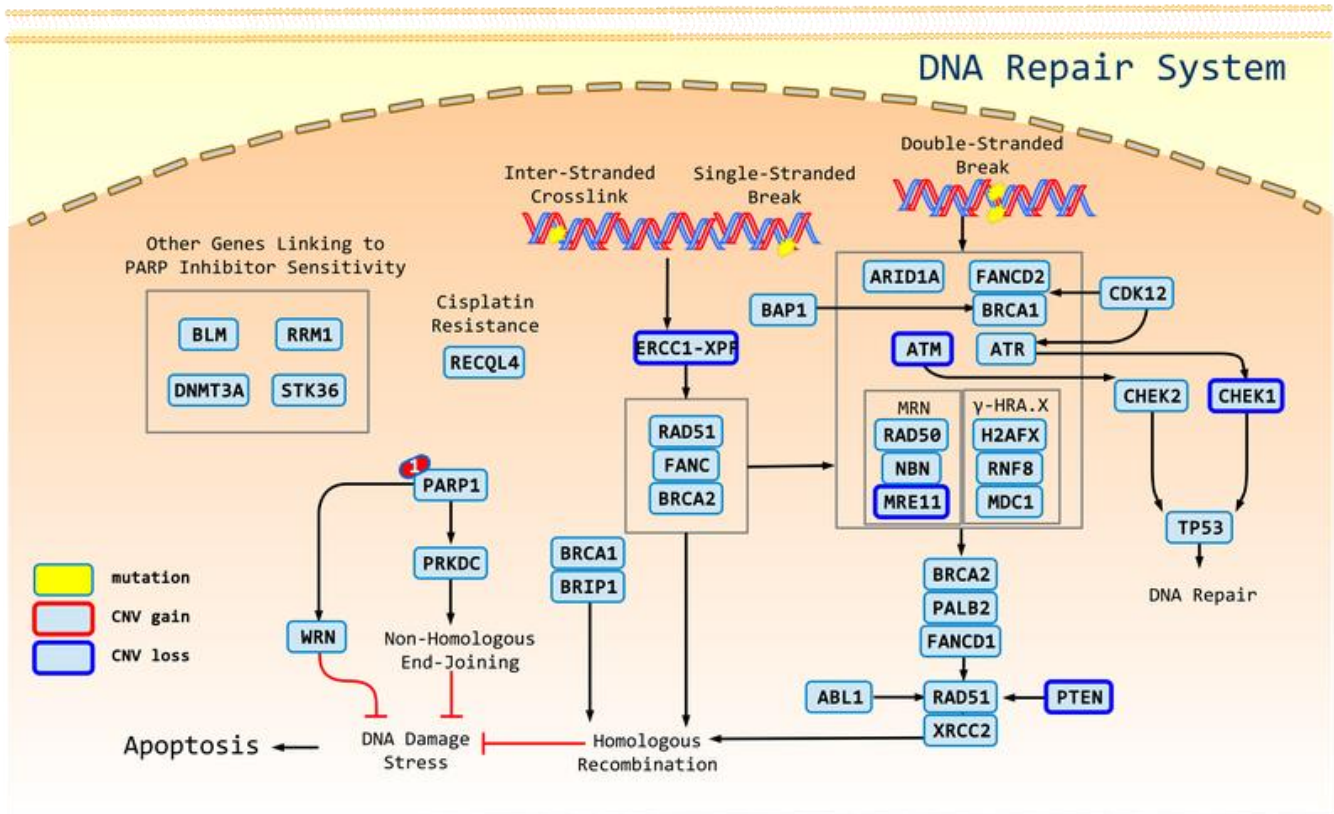 DNA Repair System
Double-Stranded
Break
Inter-Stranded
Crosslink
Single-Stranded
Break
Other Genes Linking to
PARP Inhibitor Sensitivity
BLM
RRM1
DNMT3A
STK36
Cisplatin
Resistance
RECQL4
ERCC1-XPF
BAP1
ARID1A
FANCD2
BRCA1
CDK12
ATM
ATR
CHEK2
CHEK1
MRN
RAD50
NBN
MRE11
γ-HRA.X
H2AFX
RNF8
MDC1
RAD51
FANC
BRCA2
1
PARP1
PRKDC
WRN
Non-Homologous
End-Joining
BRCA1
BRIP1
TP53
DNA Repair
BRCA2
PALB2
FANCD1
ABL1
RAD51
PTEN
XRCC2
mutation
CNV gain
CNV loss
Apoptosis
DNA Damage
Stress
Homologous
Recombination